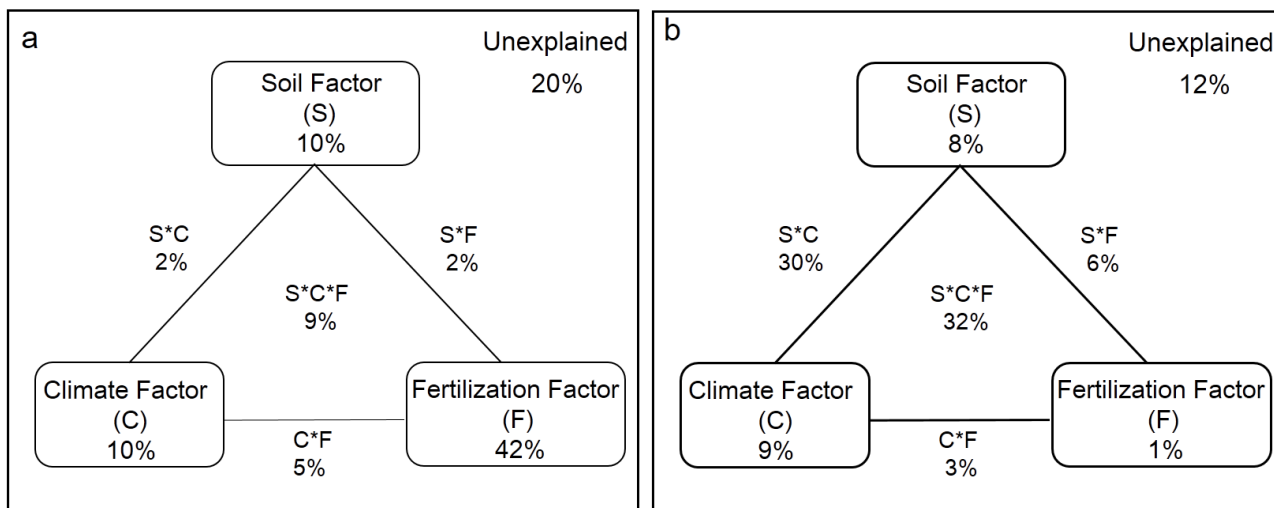 a
Unexplained
20%
Soil Factor
(S)
10%
S*C
2%
S*F
2%
S*C*F
9%
Climate Factor
(C)
10%
C*F
5%
Fertilization Factor
(F)
42%
b
Unexplained
12%
Soil Factor
(S)
8%
S*C
30%
S*F
6%
S*C*F
32%
Climate Factor
(C)
9%
C*F
3%
Fertilization Factor
(F)
1%